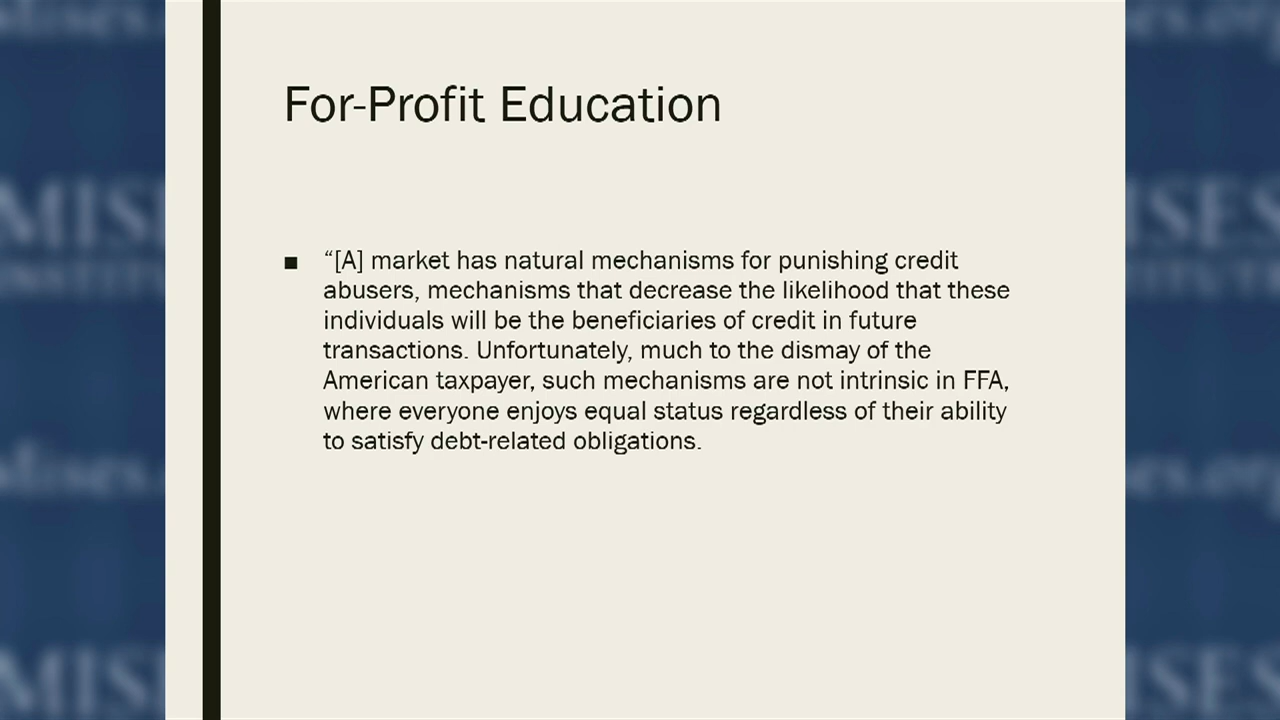 For-Profit Education
■ “[A] market has natural mechanisms for punishing credit
abusers, mechanisms that decrease the likelihood that these
individuals will be the beneficiaries of credit in future
transactions. Unfortunately, much to the dismay of the
American taxpayer, such mechanisms are not intrinsic in FFA,
where everyone enjoys equal status regardless of their ability
to satisfy debt-related obligations.